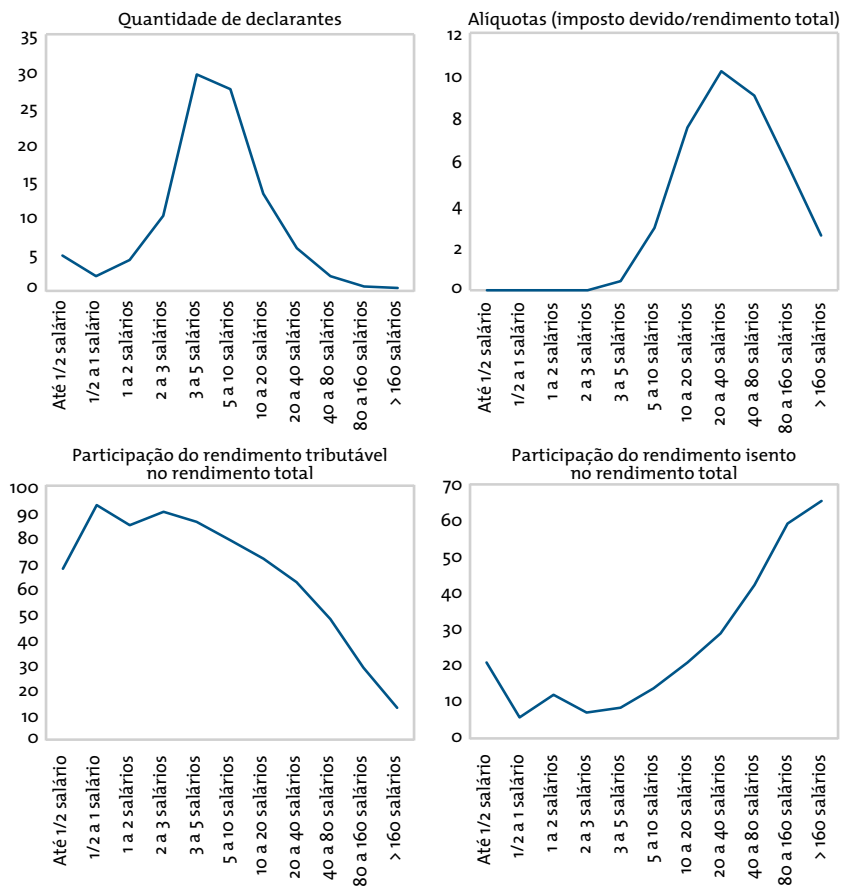 Quantidade de declarantes
35
30
25
20
15
10
5
0
Até 1/2 salário
1/2 a 1 salário
1 a 2 salários
2 a 3 salários
3 a 5 salários
5 a 10 salários
10 a 20 salários
20 a 40 salários
40 a 80 salários
80 a 160 salários
> 160 salários
Alíquotas (imposto devido/rendimento total)
12
10
8
6
4
2
0
Até 1/2 salário
1/2 a 1 salário
1 a 2 salários
2 a 3 salários
3 a 5 salários
5 a 10 salários
10 a 20 salários
20 a 40 salários
40 a 80 salários
80 a 160 salários
> 160 salários
Participação do rendimento tributável
no rendimento total
100
90
80
70
60
50
40
30
20
10
0
Até 1/2 salário
1/2 a 1 salário
1 a 2 salários
2 a 3 salários
3 a 5 salários
5 a 10 salários
10 a 20 salários
20 a 40 salários
40 a 80 salários
80 a 160 salários
> 160 salários
Participação do rendimento isento
no rendimento total
70
60
50
40
30
20
10
0
Até 1/2 salário
1/2 a 1 salário
1 a 2 salários
2 a 3 salários
3 a 5 salários
5 a 10 salários
10 a 20 salários
20 a 40 salários
40 a 80 salários
80 a 160 salários
> 160 salários